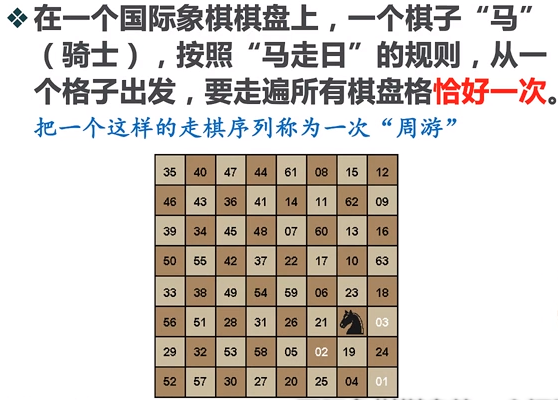 ❖在一个国际象棋棋盘上，一个棋子“马”
（骑士），按照“马走日”的规则，从一
个格子出发，要走遍所有棋盘格恰好一次。
把一个这样的走棋序列称为一次“周游”
35 40 47 44 61 08 15 12
46 43 36 41 14 11 62 09
39 34 45 48 07 60 13 16
50 55 42 37 22 17 10 63
33 38 49 54 59 06 23 18
56 51 28 31 26 21 03
29 32 53 58 05 02 19 24
52 57 30 27 20 25 04 01